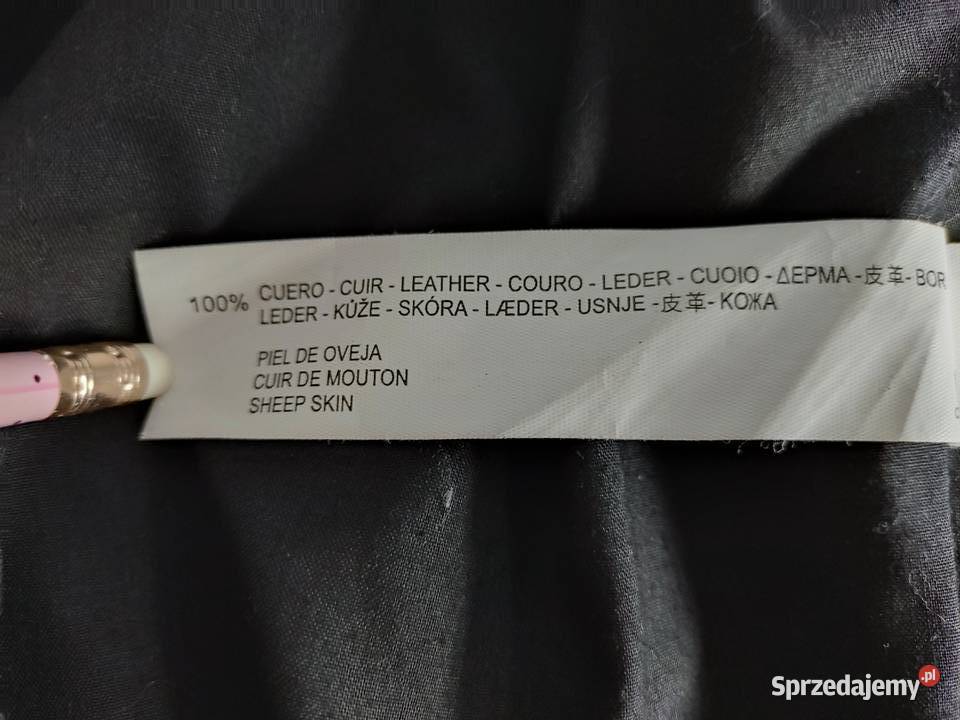 100% CUERO - CUIR - LEATHER - COURO - LEDER - CUOIO - ΔΕΡΜΑ - 皮革 - BOR
LEDER - KŮŽE - SKÓRA - LÆDER - USNJE - 皮革 - КОЖА
PIEL DE OVEJA
CUIR DE MOUTON
SHEEP SKIN
Sprzedajemy.pl